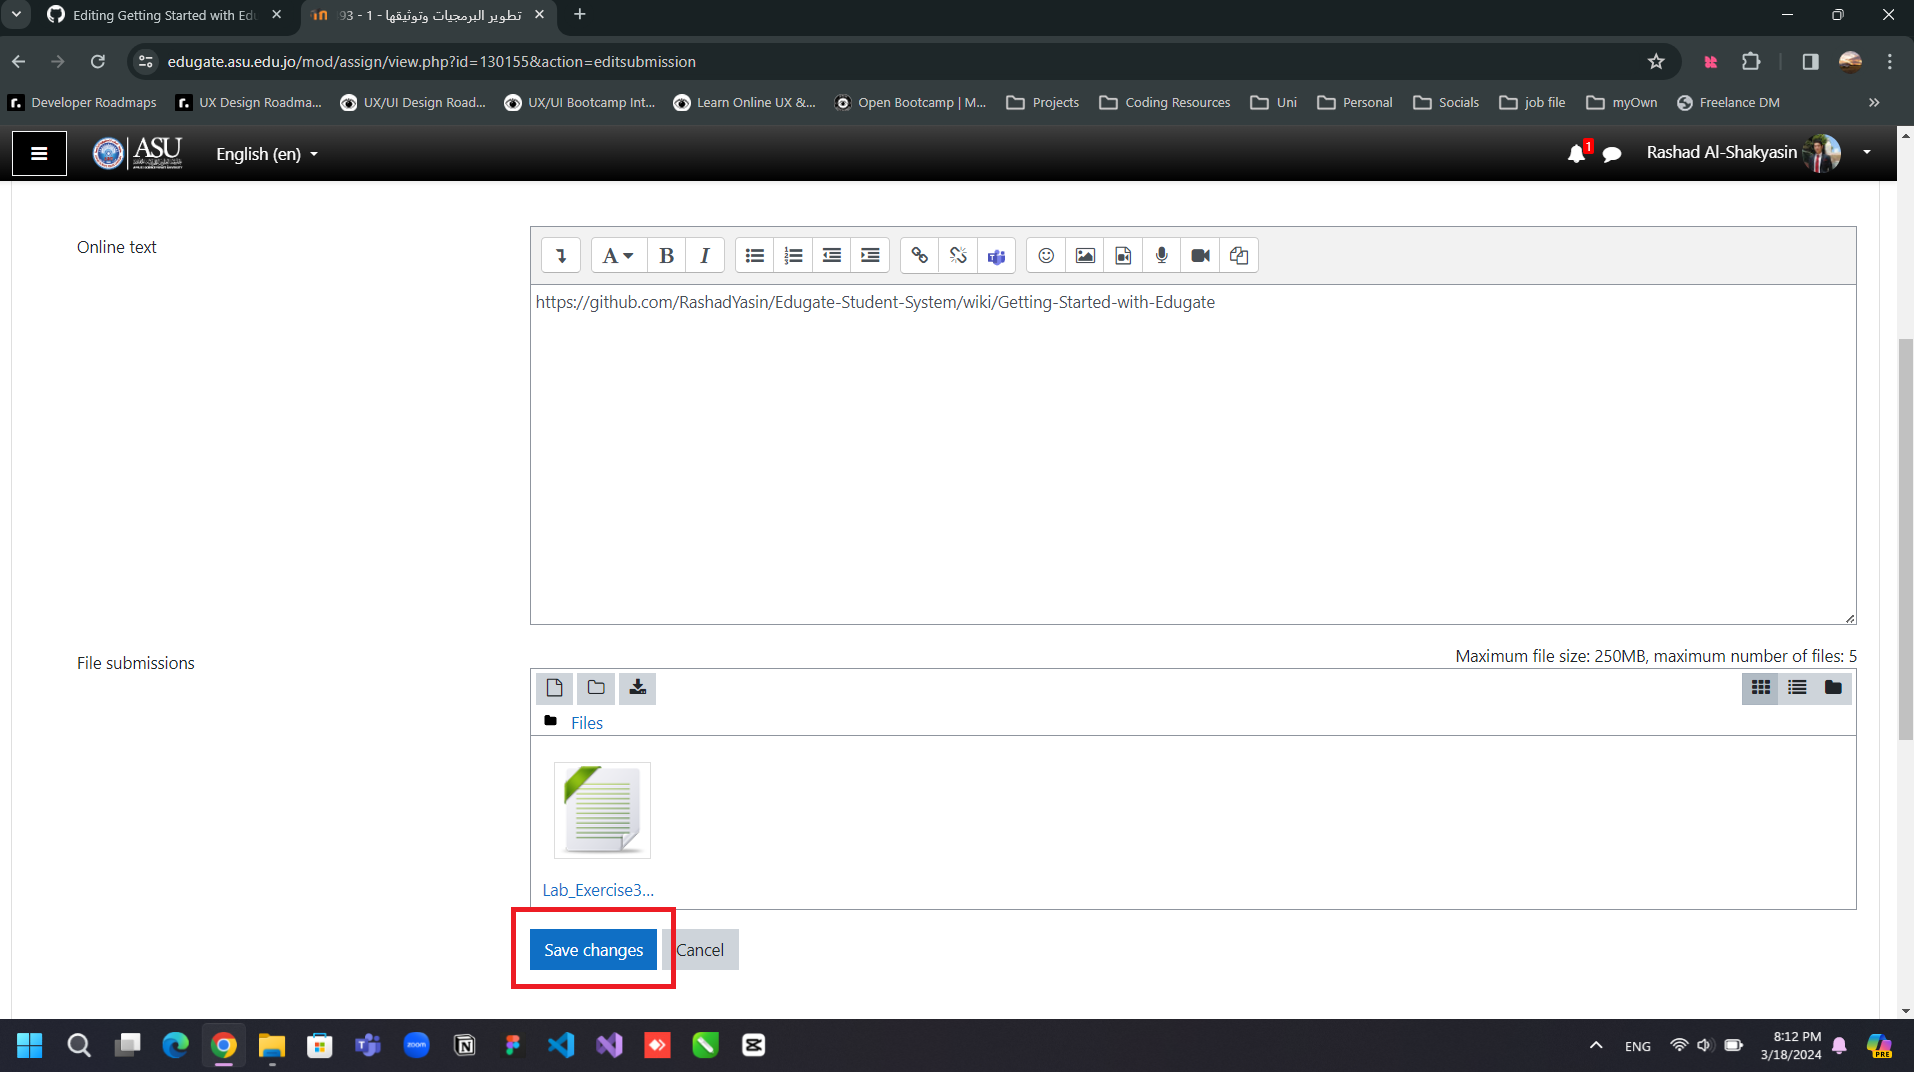 Editing Getting Started with Edu
تطوير البرمجيات وتوثيقها - 1 - 93
edugate.asu.edu.jo/mod/assign/view.php?id=130155&action=editsubmission
Developer Roadmaps
UX Design Roadma...
UX/UI Design Road...
UX/UI Bootcamp Int...
Learn Online UX &...
Open Bootcamp | M...
Projects
Coding Resources
Uni
Personal
Socials
job file
myOwn
Freelance DM
ASU
English (en)
1
Rashad Al-Shakyasin
Online text
A B I
https://github.com/RashadYasin/Edugate-Student-System/wiki/Getting-Started-with-Edugate
File submissions
Maximum file size: 250MB, maximum number of files: 5
Files
Lab_Exercise3...
Save changes
Cancel
zoom
ENG
8:12 PM
3/18/2024
PRE